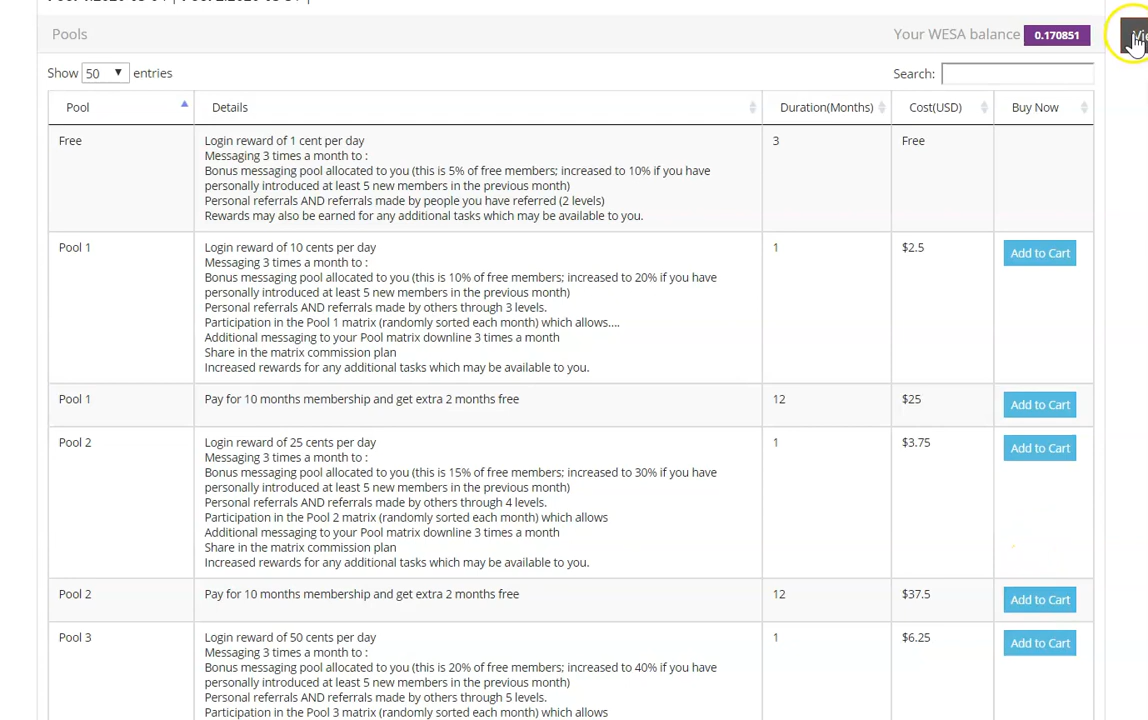 Pools
Your WESA balance 0.170851
Show 50 entries
Search:
Pool Details Duration(Months) Cost(USD) Buy Now
Free
Login reward of 1 cent per day
Messaging 3 times a month to :
Bonus messaging pool allocated to you (this is 5% of free members; increased to 10% if you have
personally introduced at least 5 new members in the previous month)
Personal referrals AND referrals made by people you have referred (2 levels)
Rewards may also be earned for any additional tasks which may be available to you.
3
Free
Pool 1
Login reward of 10 cents per day
Messaging 3 times a month to :
Bonus messaging pool allocated to you (this is 10% of free members; increased to 20% if you have
personally introduced at least 5 new members in the previous month)
Personal referrals AND referrals made by others through 3 levels.
Participation in the Pool 1 matrix (randomly sorted each month) which allows....
Additional messaging to your Pool matrix downline 3 times a month
Share in the matrix commission plan
Increased rewards for any additional tasks which may be available to you.
1
$2.5
Add to Cart
Pool 1 Pay for 10 months membership and get extra 2 months free 12 $25 Add to Cart
Pool 2
Login reward of 25 cents per day
Messaging 3 times a month to :
Bonus messaging pool allocated to you (this is 15% of free members; increased to 30% if you have
personally introduced at least 5 new members in the previous month)
Personal referrals AND referrals made by others through 4 levels.
Participation in the Pool 2 matrix (randomly sorted each month) which allows
Additional messaging to your Pool matrix downline 3 times a month
Share in the matrix commission plan
Increased rewards for any additional tasks which may be available to you.
1
$3.75
Add to Cart
Pool 2 Pay for 10 months membership and get extra 2 months free 12 $37.5 Add to Cart
Pool 3
Login reward of 50 cents per day
Messaging 3 times a month to :
Bonus messaging pool allocated to you (this is 20% of free members; increased to 40% if you have
personally introduced at least 5 new members in the previous month)
Personal referrals AND referrals made by others through 5 levels.
Participation in the Pool 3 matrix (randomly sorted each month) which allows
1
$6.25
Add to Cart